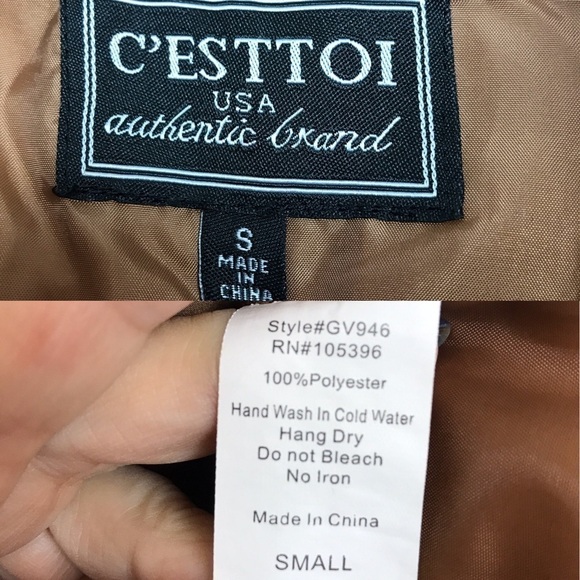 C'ESTTOI
USA
authentic brand
S
MADE
IN
CHINA
Style#GV946
RN#105396
100%Polyester
Hand Wash In Cold Water
Hang Dry
Do not Bleach
No Iron
Made In China
SMALL